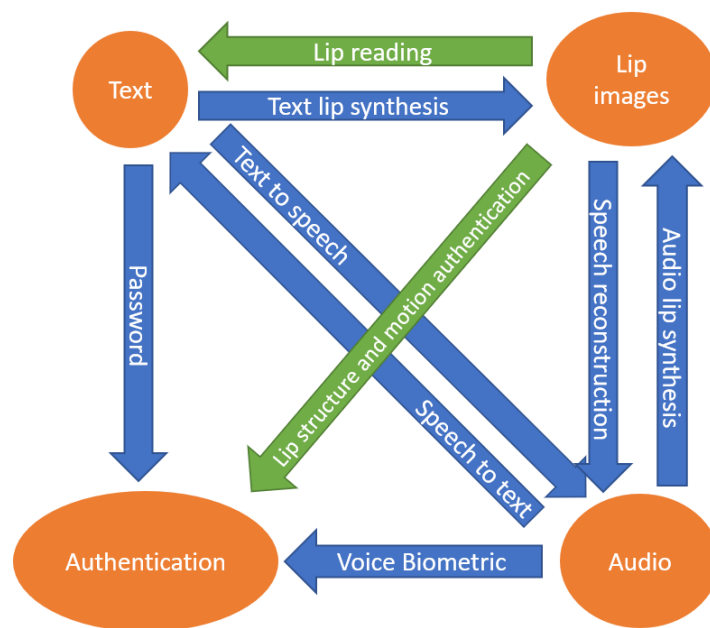 Lip reading
Text
Lip
images
Text lip synthesis
Text to speech
Lip structure and motion authentication
Speech reconstruction
Audio lip synthesis
Password
Speech to text
Authentication
Voice Biometric
Audio